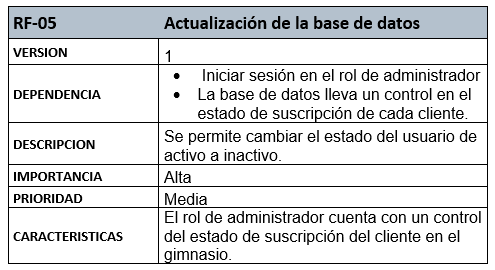 RF-05 Actualización de la base de datos
VERSION 1
DEPENDENCIA
• Iniciar sesión en el rol de administrador
• La base de datos lleva un control en el
estado de suscripción de cada cliente.
DESCRIPCION
Se permite cambiar el estado del usuario de
activo a inactivo.
IMPORTANCIA Alta
PRIORIDAD Media
CARACTERISTICAS
El rol de administrador cuenta con un control
del estado de suscripción del cliente en el
gimnasio.